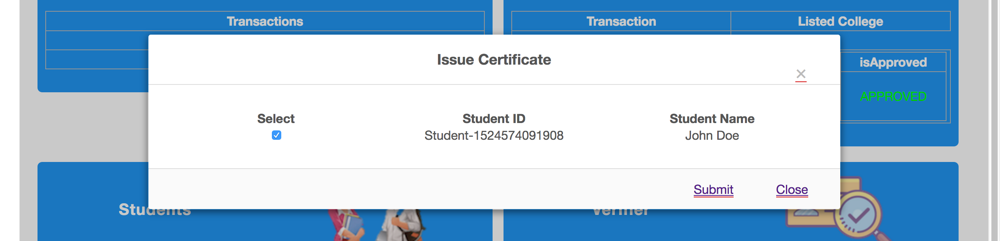 Transactions
Transaction Listed College
Issue Certificate
isApproved
APPROVED
Select Student ID Student Name
Student-1524574091908 John Doe
Submit Close
Students
Verifier